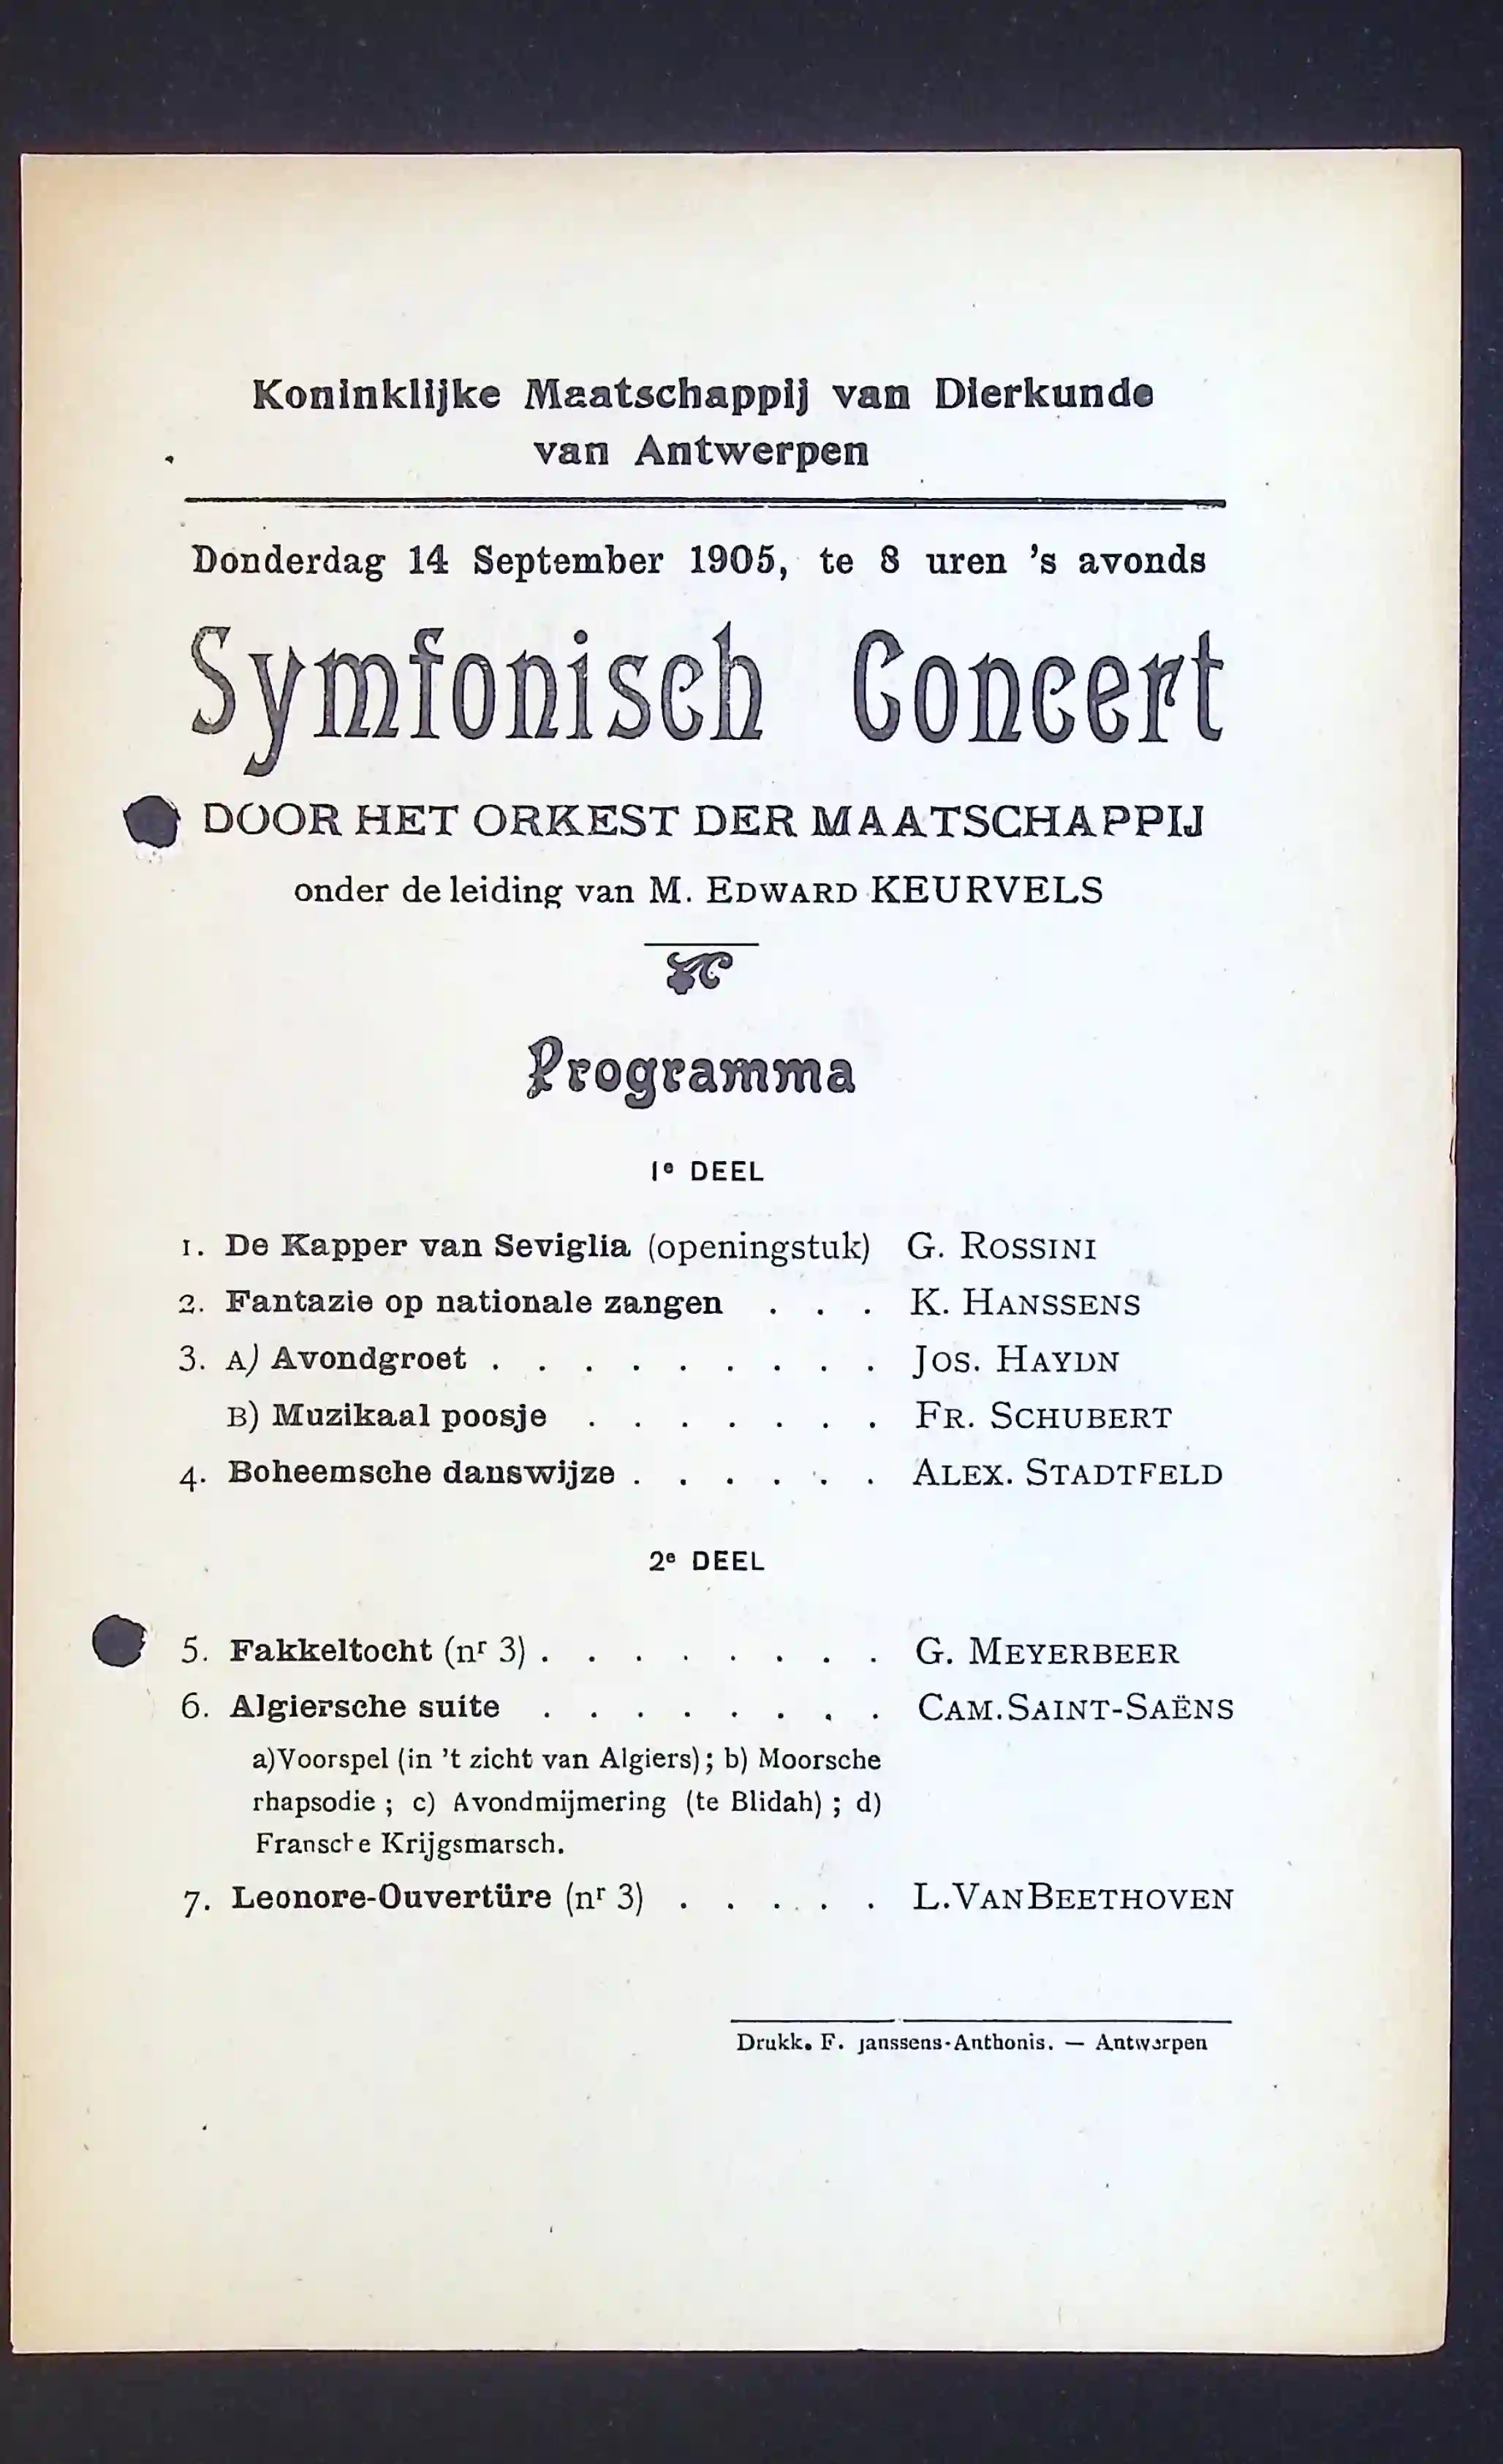 Koninklijke Maatschappij van Dierkunde
van Antwerpen
Donderdag 14 September 1905, te 8 uren 's avonds
Symfonisch Concert
DOOR HET ORKEST DER MAATSCHAPPIJ
onder de leiding van M. EDWARD KEURVELS
Programma
1e DEEL
1. De Kapper van Seviglia (openingstuk) G. ROSSINI
2. Fantazie op nationale zangen . . . K. HANSSENS
3. A) Avondgroet . . . . . . . . . JOS. HAYDN
B) Muzikaal poosje . . . . . . . FR. SCHUBERT
4. Boheemsche danswijze . . . . . . ALEX. STADTFELD
2e DEEL
5. Fakkeltocht (nr 3) . . . . . . . . G. MEYERBEER
6. Algiersche suite . . . . . . . . CAM. SAINT-SAËNS
a) Voorspel (in 't zicht van Algiers); b) Moorsche
rhapsodie ; c) Avondmijmering (te Blidah) ; d)
Fransche Krijgsmarsch.
7. Leonore-Ouvertüre (nr 3) . . . . . L. VAN BEETHOVEN
Drukk. F. Janssens-Anthonis. — Antwerpen